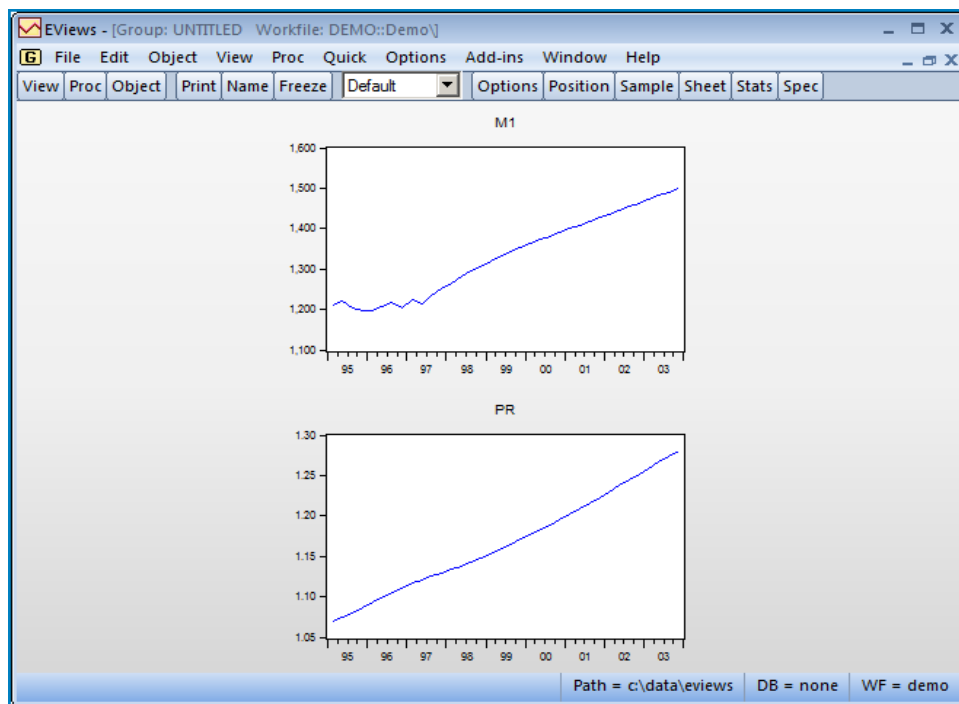 EViews - [Group: UNTITLED Workfile: DEMO::Demo\]
G File Edit Object View Proc Quick Options Add-ins Window Help
View Proc Object Print Name Freeze Default Options Position Sample Sheet Stats Spec
M1
1,600
1,500
1,400
1,300
1,200
1,100
95 96 97 98 99 00 01 02 03
PR
1.30
1.25
1.20
1.15
1.10
1.05
95 96 97 98 99 00 01 02 03
Path = c:\data\eviews DB = none WF = demo